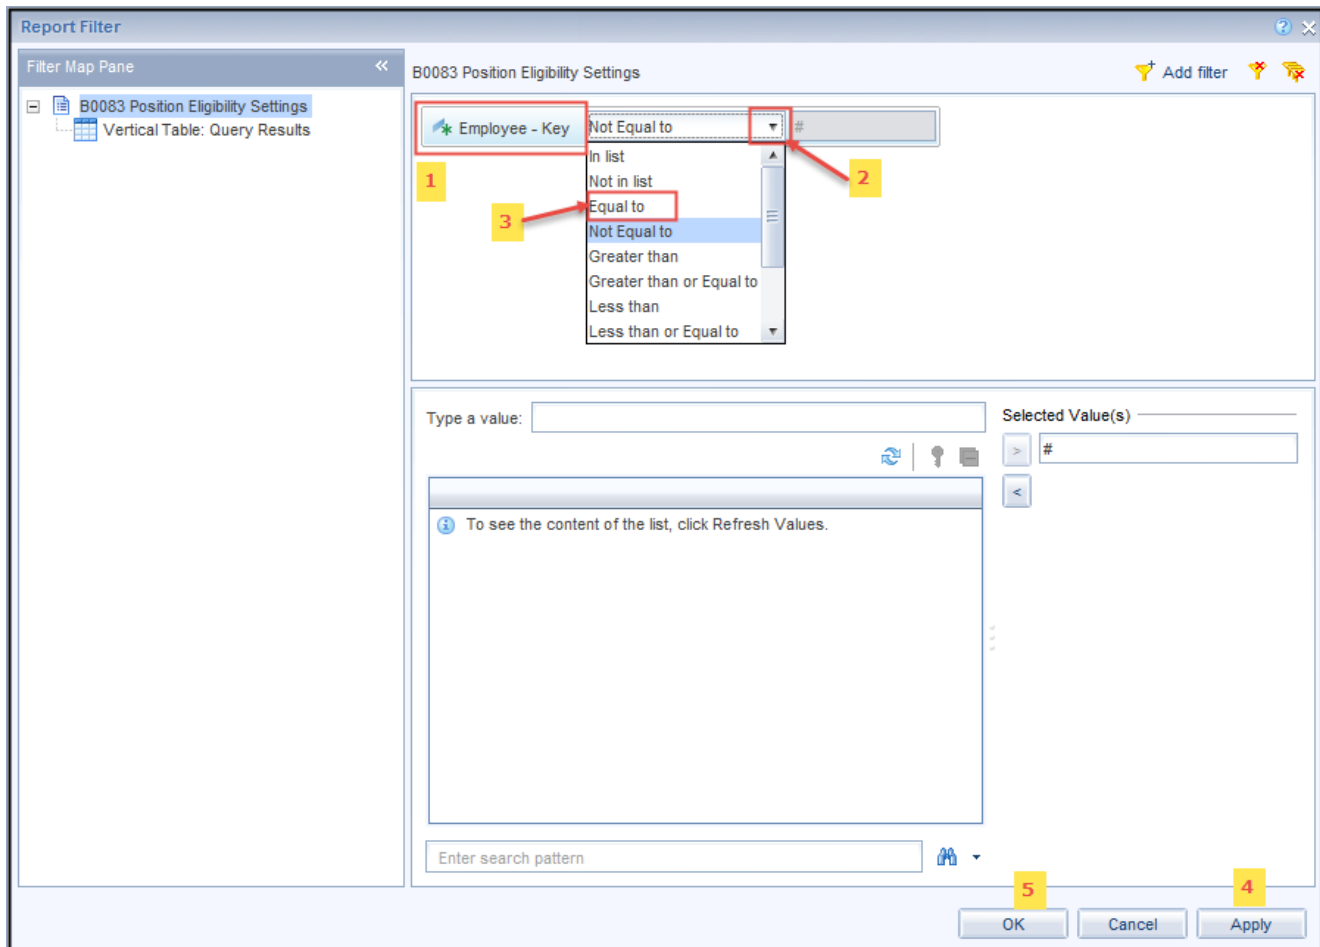 Report Filter
Filter Map Pane
B0083 Position Eligibility Settings
Vertical Table: Query Results
B0083 Position Eligibility Settings
Add filter
Employee - Key
Not Equal to
#
1
2
3
In list
Not in list
Equal to
Not Equal to
Greater than
Greater than or Equal to
Less than
Less than or Equal to
Type a value:
Selected Value(s)
>
#
<
To see the content of the list, click Refresh Values.
Enter search pattern
5
4
OK
Cancel
Apply